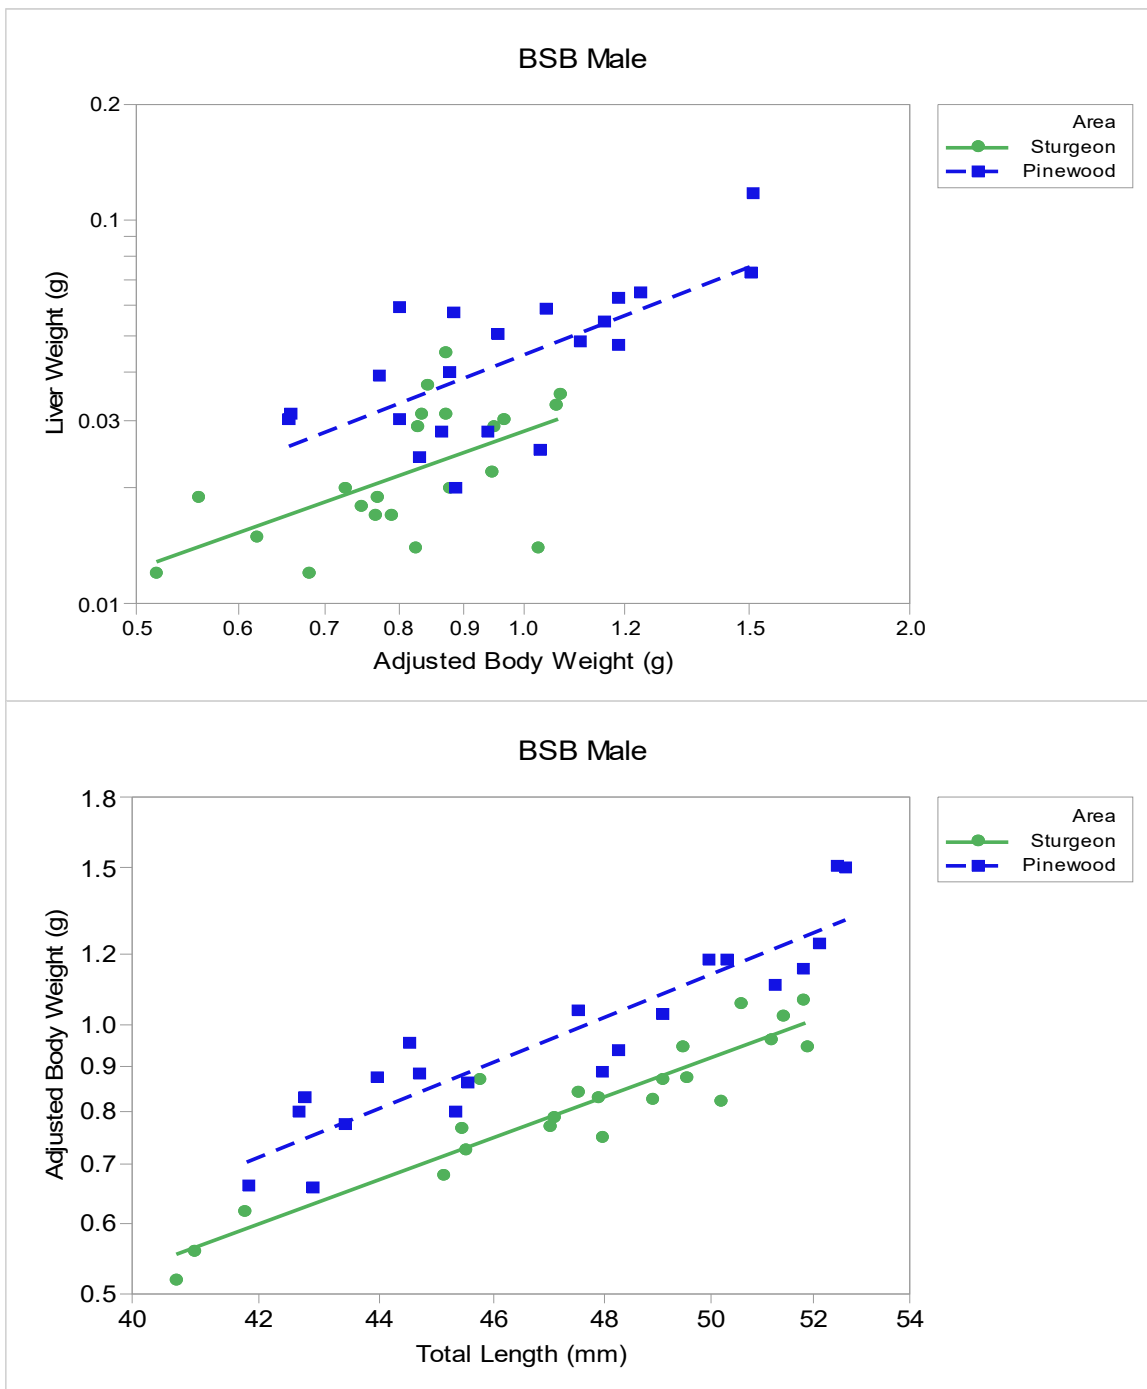 BSB Male
0.2
0.1
0.03
0.01
Liver Weight (g)
0.5 0.6 0.7 0.8 0.9 1.0 1.2 1.5 2.0
Adjusted Body Weight (g)
Area
Sturgeon
Pinewood
BSB Male
1.8
1.5
1.2
1.0
0.9
0.8
0.7
0.6
0.5
Adjusted Body Weight (g)
40 42 44 46 48 50 52 54
Total Length (mm)
Area
Sturgeon
Pinewood